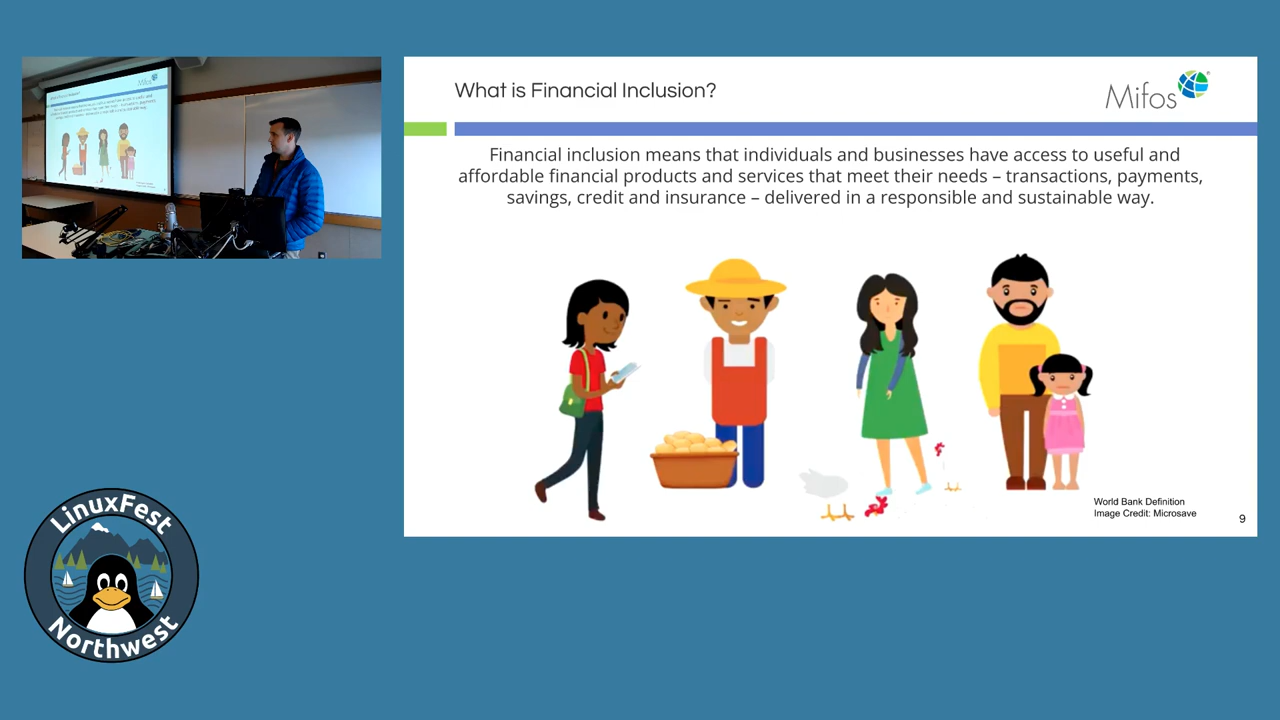 What is Financial Inclusion?
Mifos
Financial inclusion means that individuals and businesses have access to useful and
affordable financial products and services that meet their needs – transactions, payments,
savings, credit and insurance – delivered in a responsible and sustainable way.
World Bank Definition
Image Credit: Microsave
9
LinuxFest
Northwest